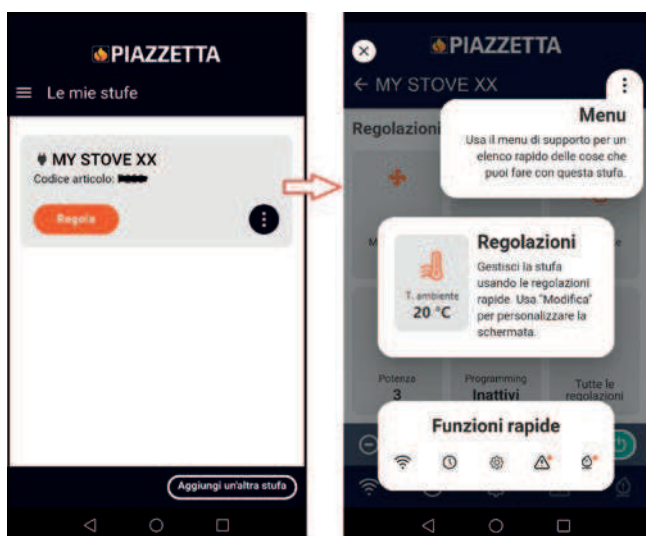 PIAZZETTA
Le mie stufe
MY STOVE XX
Codice articolo:
Regola
Aggiungi un'altra stufa
PIAZZETTA
MY STOVE XX
Menu
Usa il menu di supporto per un
elenco rapido delle cose che
puoi fare con questa stufa.
Regolazioni
Regolazioni
Gestisci la stufa
usando le regolazioni
rapide. Usa "Modifica"
per personalizzare la
schermata.
T. ambiente
20 °C
Potenza
3
Programming
Inattivi
Tutte le
regolazioni
Funzioni rapide